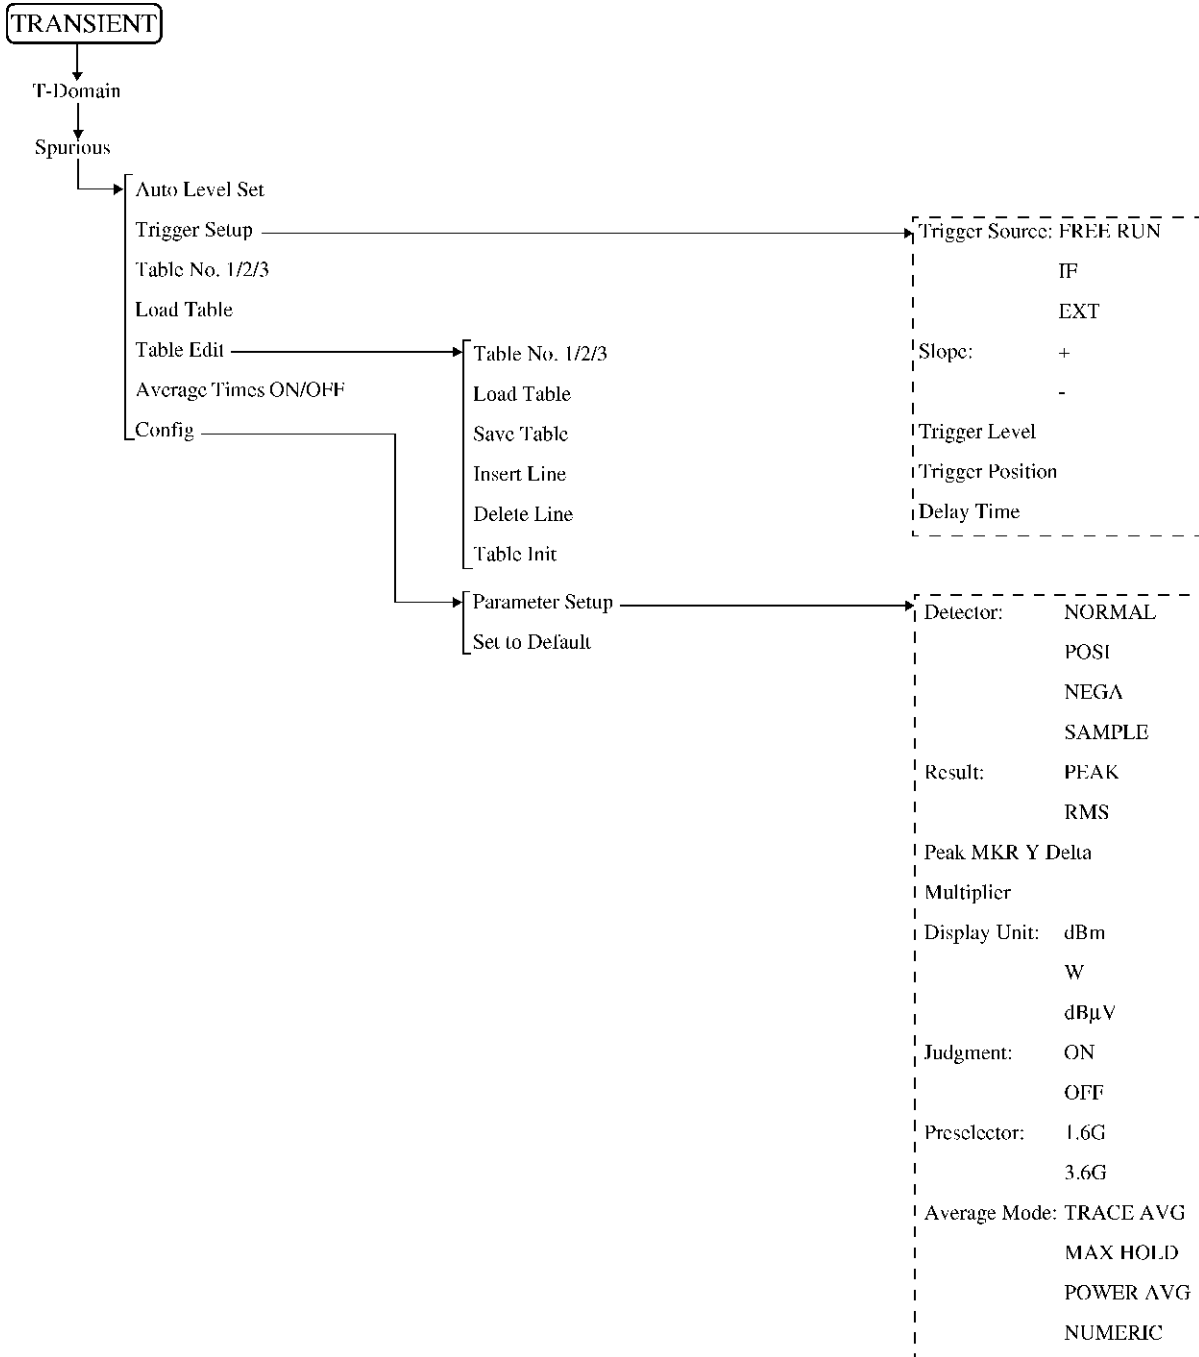 TRANSIENT
T-Domain
Spurious
Auto Level Set
Trigger Setup
Table No. 1/2/3
Load Table
Table Edit
Average Times ON/OFF
Config
Table No. 1/2/3
Load Table
Save Table
Insert Line
Delete Line
Table Init
Parameter Setup
Set to Default
Trigger Source: FREE RUN
IF
EXT
Slope: +
-
Trigger Level
Trigger Position
Delay Time
Detector: NORMAL
POSI
NEGA
SAMPLE
Result: PEAK
RMS
Peak MKR Y Delta
Multiplier
Display Unit: dBm
W
dBµV
Judgment: ON
OFF
Preselector: 1.6G
3.6G
Average Mode: TRACE AVG
MAX HOLD
POWER AVG
NUMERIC